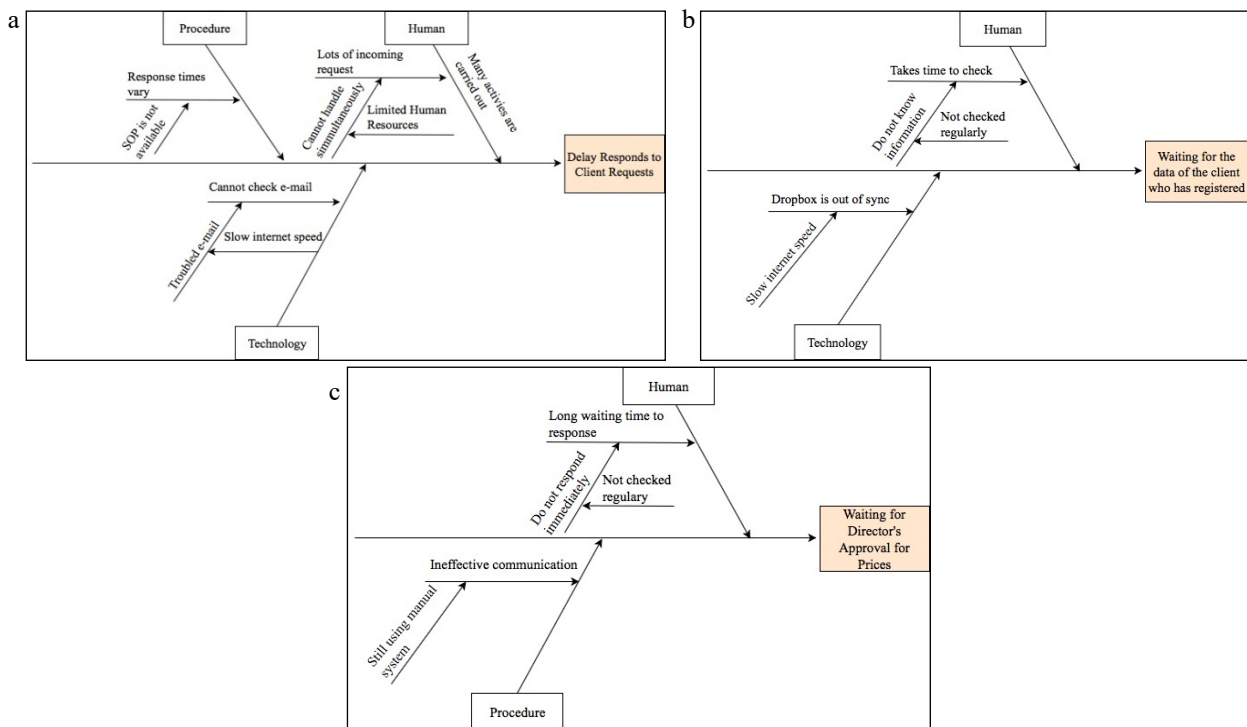 a
Procedure
Human
Lots of incoming
request
Many activies are
carried out
Response times
vary
SOP is not
available
Cannot handle
simmultaneously
Limited Human
Resources
Delay Responds to
Client Requests
Cannot check e-mail
Troubled e-mail
Slow internet speed
Technology
b
Human
Takes time to check
Do not know
information
Not checked
regularly
Waiting for the
data of the client
who has registered
Dropbox is out of sync
Slow internet speed
Technology
c
Human
Long waiting time to
response
Do not respond
immediately
Not checked
regulary
Waiting for
Director's
Approval for
Prices
Ineffective communication
Still using manual
system
Procedure